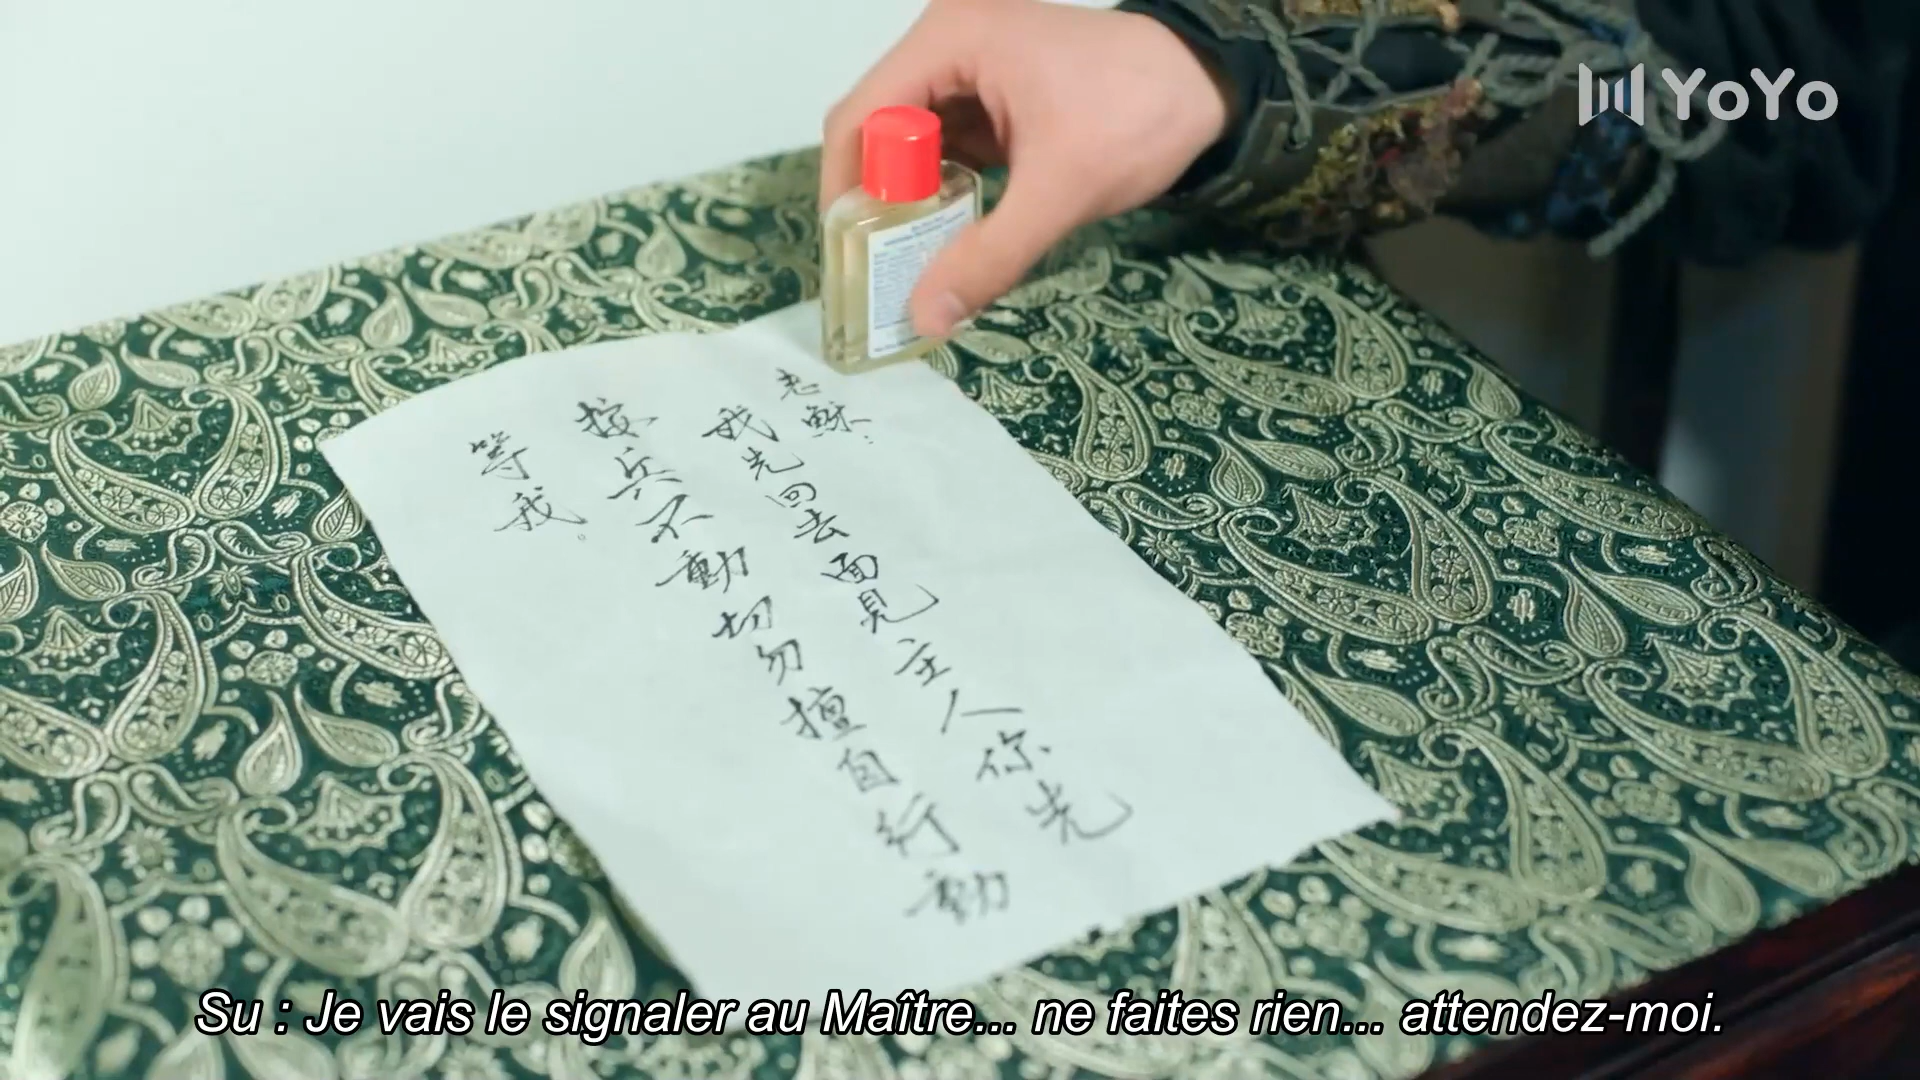 YoYo
老穌：
我先回去面見主人你先
按兵不動切勿擅自行動
等我。
Su : Je vais le signaler au Maître... ne faites rien... attendez-moi.